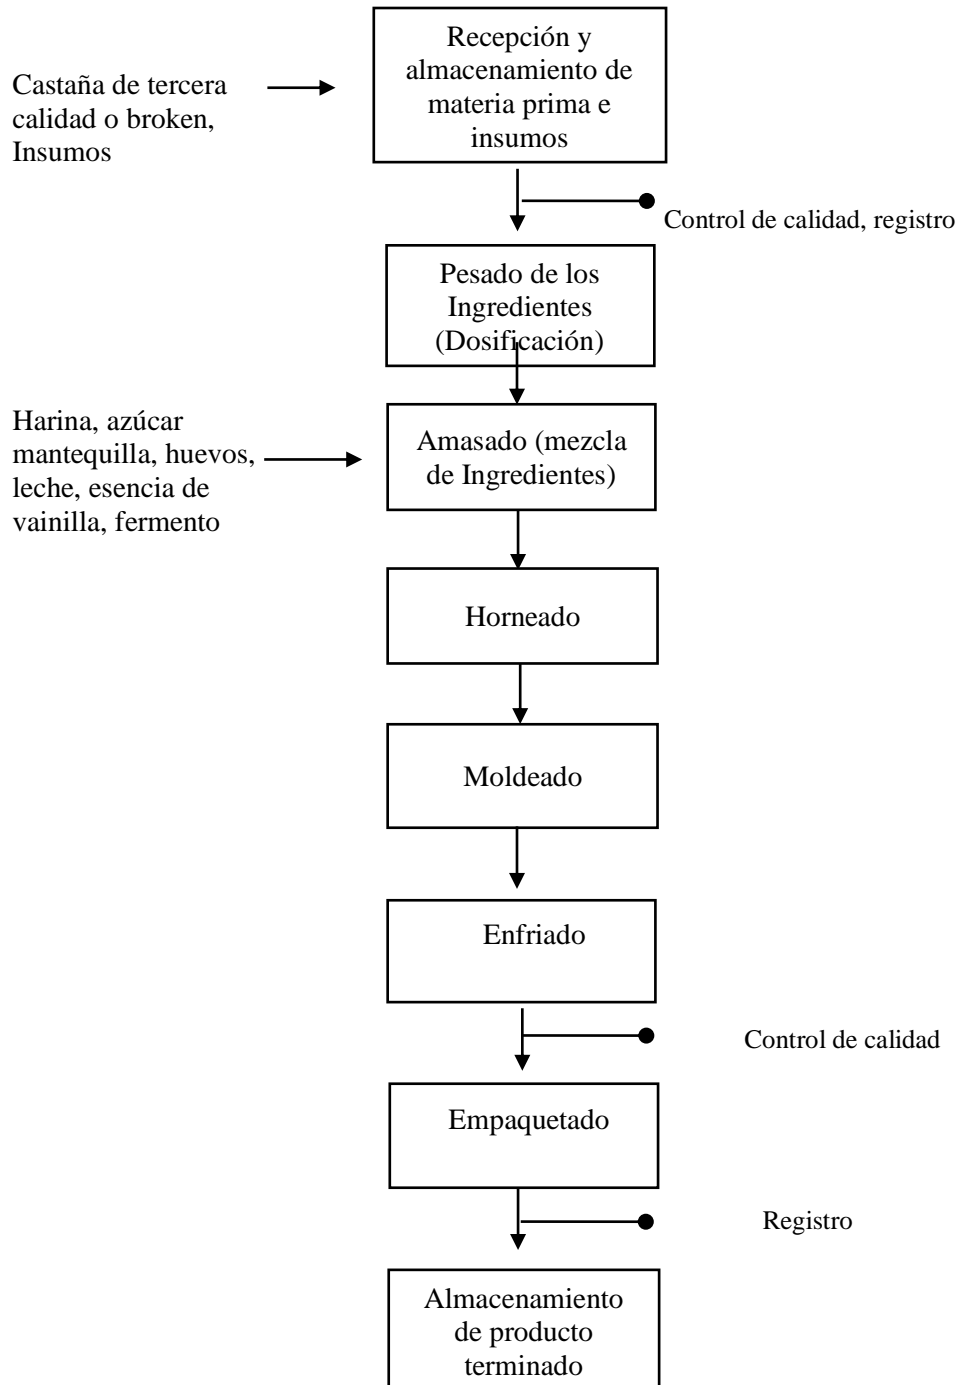 Recepción y
almacenamiento de
materia prima e
insumos
Castaña de tercera
calidad o broken,
Insumos
Control de calidad, registro
Pesado de los
Ingredientes
(Dosificación)
Harina, azúcar
mantequilla, huevos,
leche, esencia de
vainilla, fermento
Amasado (mezcla
de Ingredientes)
Horneado
Moldeado
Enfriado
Control de calidad
Empaquetado
Registro
Almacenamiento
de producto
terminado